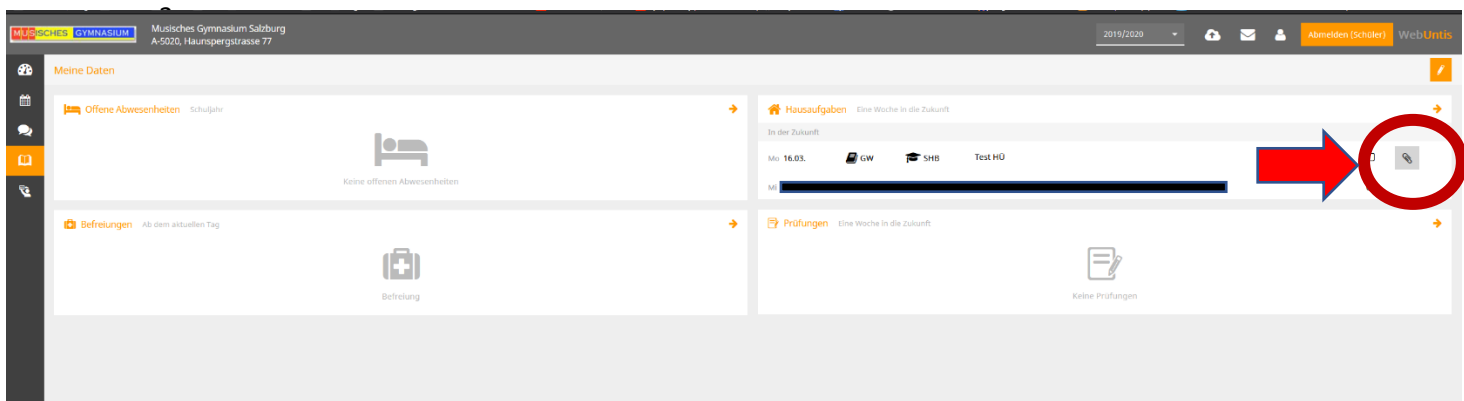 MUSISCHES GYMNASIUM
Musisches Gymnasium Salzburg
A-5020, Haunspergstrasse 77
2019/2020
Abmelden (Schüler)
WebUntis
Meine Daten
Offene Abwesenheiten Schuljahr
Keine offenen Abwesenheiten
Hausaufgaben Eine Woche in die Zukunft
In der Zukunft
Mo 16.03. GW SHB Test HÜ
Mi
Befreiungen Ab dem aktuellen Tag
Befreiung
Prüfungen Eine Woche in die Zukunft
Keine Prüfungen